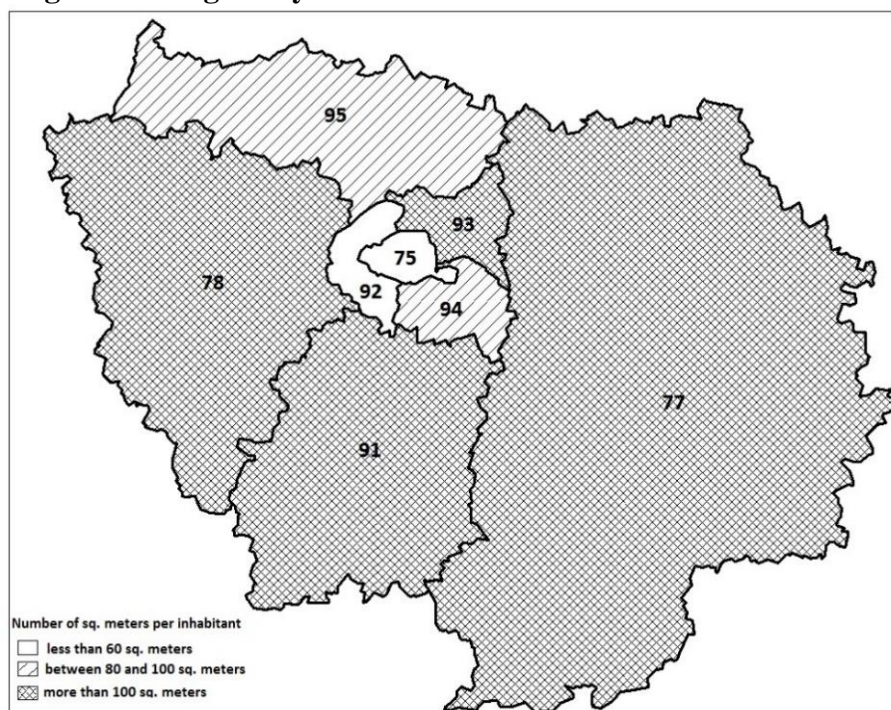 95
93
75
78
92
94
77
91
Number of sq. meters per inhabitant
less than 60 sq. meters
between 80 and 100 sq. meters
more than 100 sq. meters